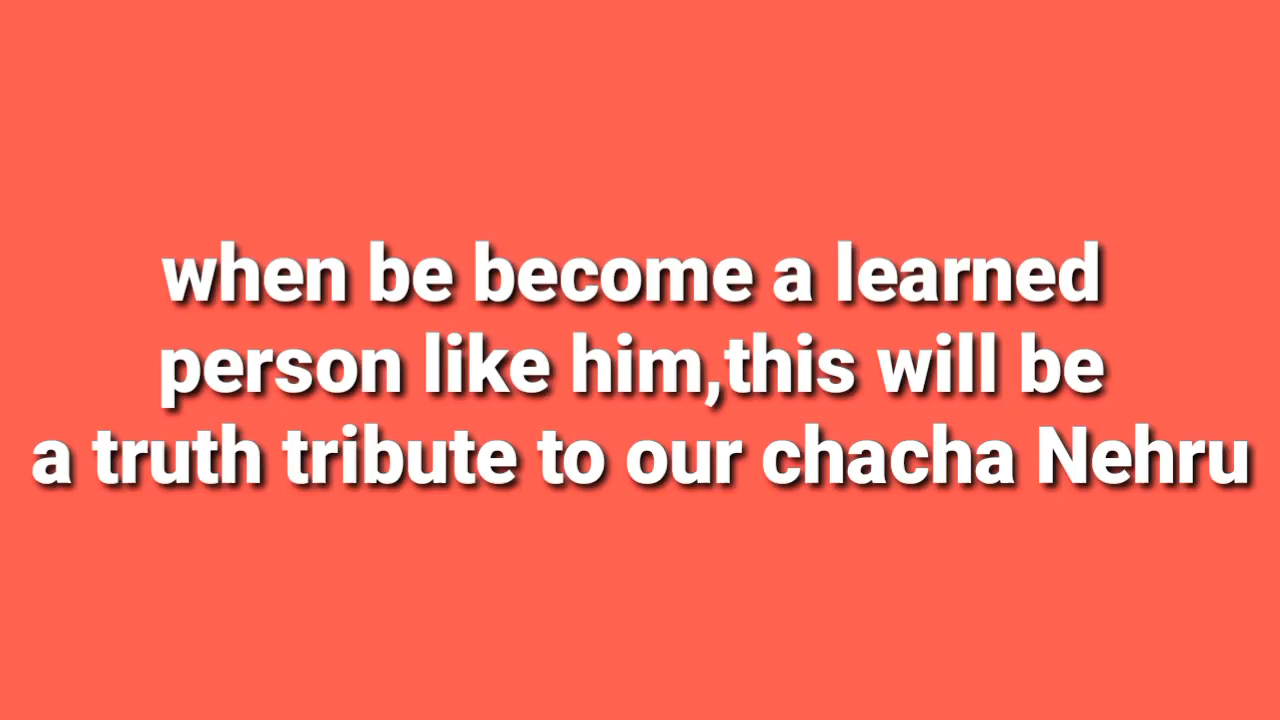 when be become a learned
person like him,this will be
a truth tribute to our chacha Nehru